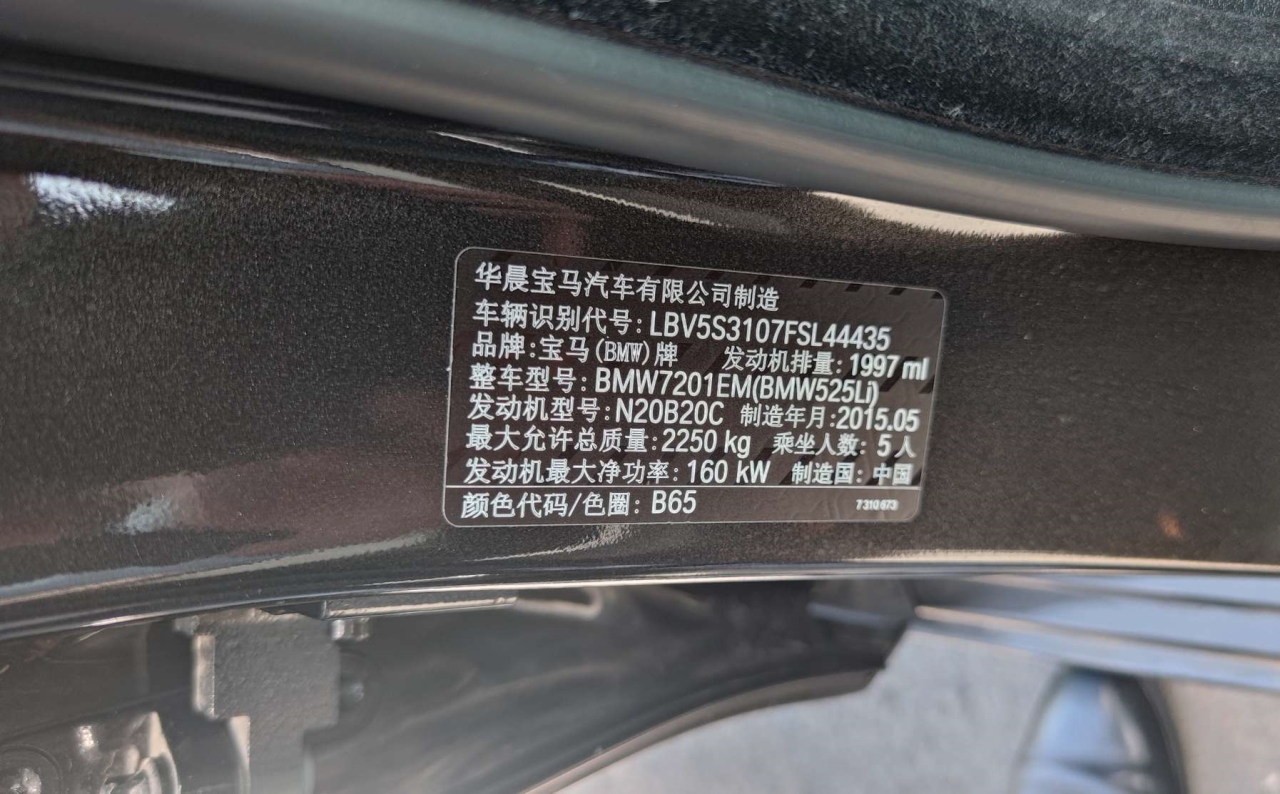 华晨宝马汽车有限公司制造
车辆识别代号: LBV5S3107FSL44435
品牌: 宝马(BMW)牌 发动机排量: 1997 ml
整车型号: BMW7201EM(BMW525Li)
发动机型号: N20B20C 制造年月: 2015.05
最大允许总质量: 2250 kg 乘坐人数: 5 人
发动机最大净功率: 160 kW 制造国: 中国
颜色代码/色圈: B65 7310673